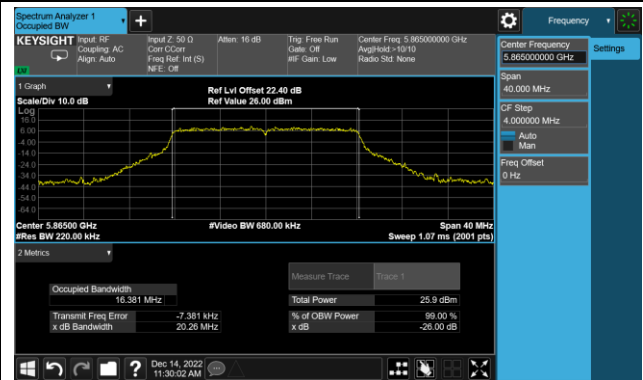 Spectrum Analyzer 1
Occupied BW
Frequency
KEYSIGHT
Input: RF
Coupling: AC
Align: Auto
Input Z: 50 Ω
Corr CCorr
Freq Ref: Int (S)
NFE: Off
Atten: 16 dB
Trig: Free Run
Gate: Off
#IF Gain: Low
Center Freq: 5.865000000 GHz
Avg|Hold:>10/10
Radio Std: None
LXI
Center Frequency
5.865000000 GHz
Settings
Span
40.000 MHz
CF Step
4.000000 MHz
Auto
Man
Freq Offset
0 Hz
1 Graph
Scale/Div 10.0 dB
Ref Lvl Offset 22.40 dB
Ref Value 26.00 dBm
Log
16.0
6.00
-4.00
-14.0
-24.0
-34.0
-44.0
-54.0
-64.0
Center 5.86500 GHz
#Res BW 220.00 kHz
#Video BW 680.00 kHz
Span 40 MHz
Sweep 1.07 ms (2001 pts)
2 Metrics
Measure Trace
Trace 1
Occupied Bandwidth
16.381 MHz
Total Power
25.9 dBm
Transmit Freq Error
-7.381 kHz
% of OBW Power
99.00 %
x dB Bandwidth
20.26 MHz
x dB
-26.00 dB
?
Dec 14, 2022
11:30:02 AM